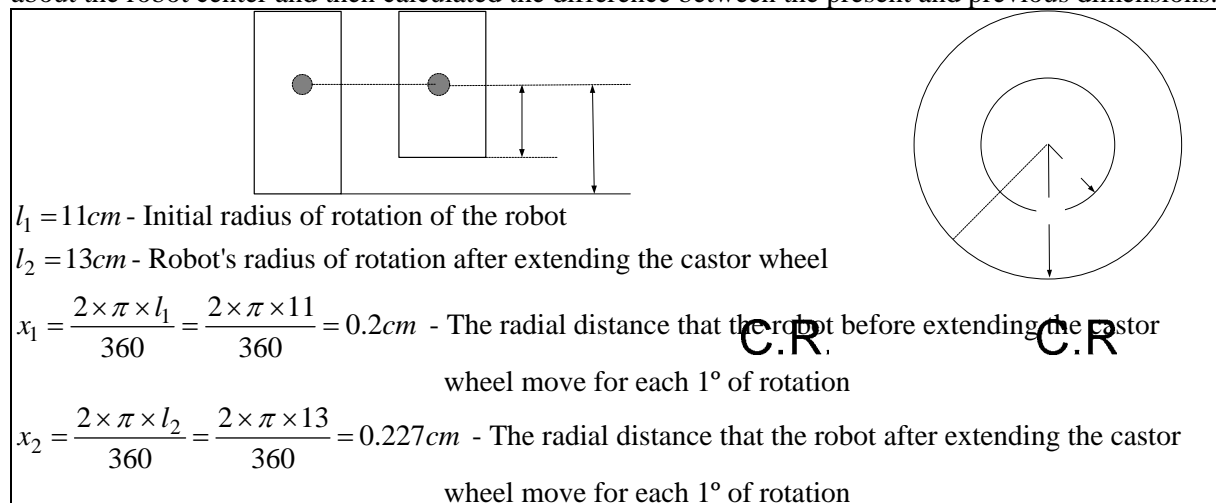 about the robot center and then calculated the difference between the present and previous dimensions.
l₁ = 11cm - Initial radius of rotation of the robot
l₂ = 13cm - Robot's radius of rotation after extending the castor wheel
x₁ = (2 × π × l₁)/360 = (2 × π × 11)/360 = 0.2cm - The radial distance that the robot before extending the castor
C.R. C.R
wheel move for each 1° of rotation
x₂ = (2 × π × l₂)/360 = (2 × π × 13)/360 = 0.227cm - The radial distance that the robot after extending the castor
wheel move for each 1° of rotation